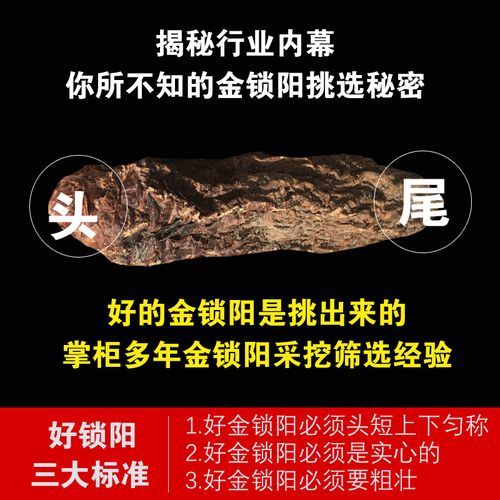 揭秘行业内幕
你所不知的金锁阳挑选秘密
头
尾
好的金锁阳是挑出来的
掌柜多年金锁阳采挖筛选经验
好锁阳
三大标准
1.好金锁阳必须头短上下匀称
2.好金锁阳必须是实心的
3.好金锁阳必须要粗壮